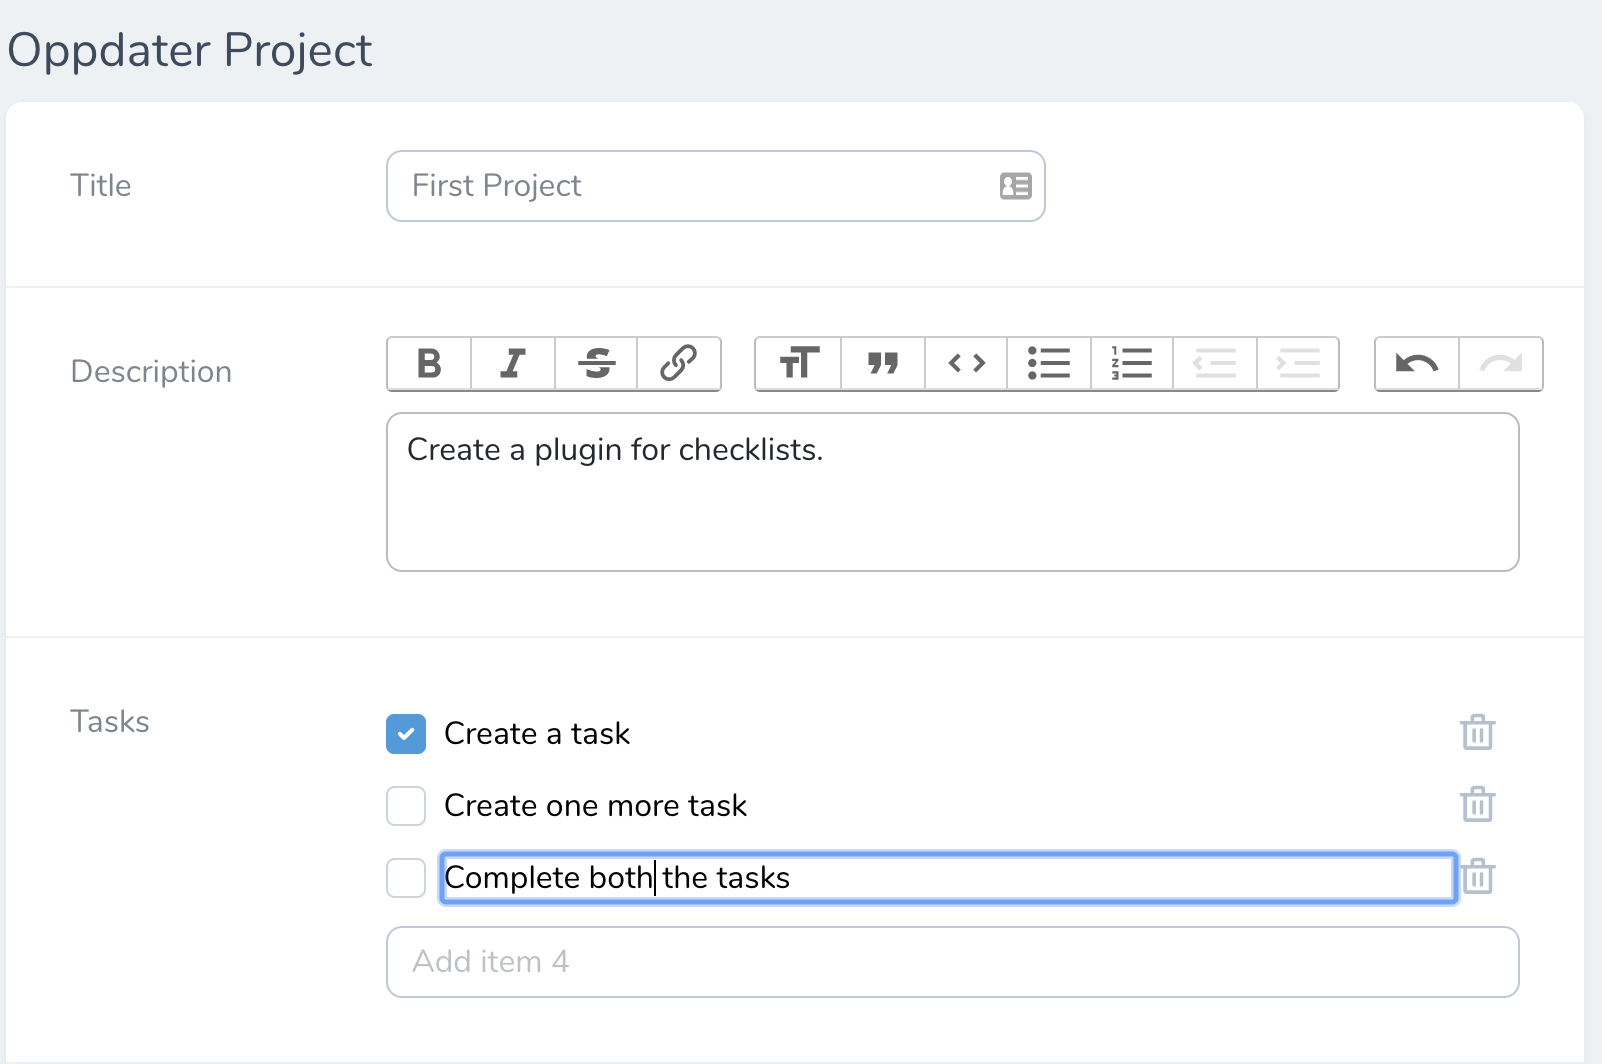 Oppdater Project
Title
First Project
Description
Create a plugin for checklists.
Tasks
Create a task
Create one more task
Complete both the tasks
Add item 4